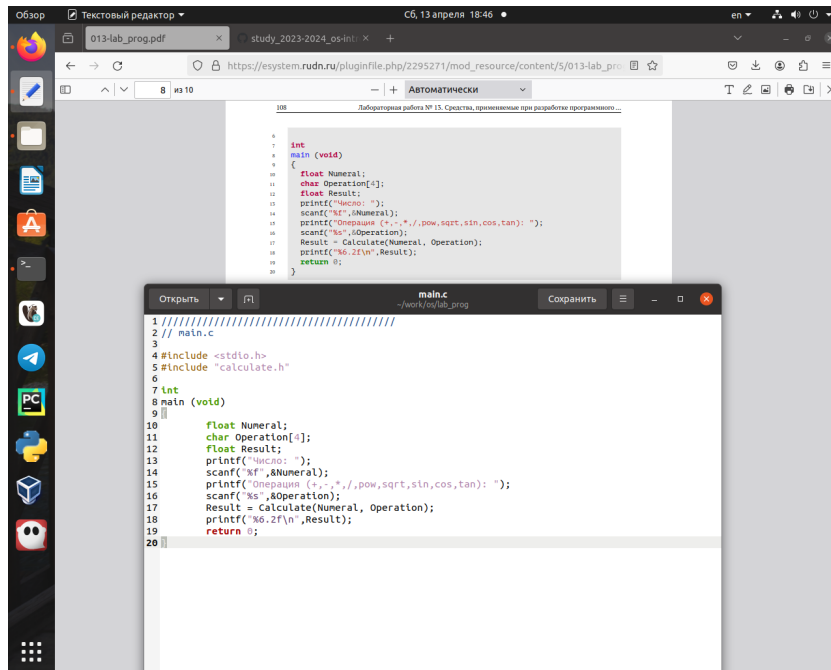 Обзор Текстовый редактор Сб, 13 апреля 18:46 en
013-lab_prog.pdf × study_2023-2024_os-int × +
https://esystem.rudn.ru/pluginfile.php/2295271/mod_resource/content/5/013-lab_pro
8 из 10 − + Автоматически
108 Лабораторная работа № 13. Средства, применяемые при разработке программного …
6
7 int
8 main (void)
9 {
10 float Numeral;
11 char Operation[4];
12 float Result;
13 printf("Число: ");
14 scanf("%f",&Numeral);
15 printf("Операция (+,-,*,/,pow,sqrt,sin,cos,tan): ");
16 scanf("%s",&Operation);
17 Result = Calculate(Numeral, Operation);
18 printf("%6.2f\n",Result);
19 return 0;
20 }
Открыть main.c Сохранить
~/work/os/lab_prog
1 ////////////////////////////////////////
2 // main.c
3
4 #include <stdio.h>
5 #include "calculate.h"
6
7 int
8 main (void)
9 {
10 float Numeral;
11 char Operation[4];
12 float Result;
13 printf("Число: ");
14 scanf("%f",&Numeral);
15 printf("Операция (+,-,*,/,pow,sqrt,sin,cos,tan): ");
16 scanf("%s",&Operation);
17 Result = Calculate(Numeral, Operation);
18 printf("%6.2f\n",Result);
19 return 0;
20 }
PC